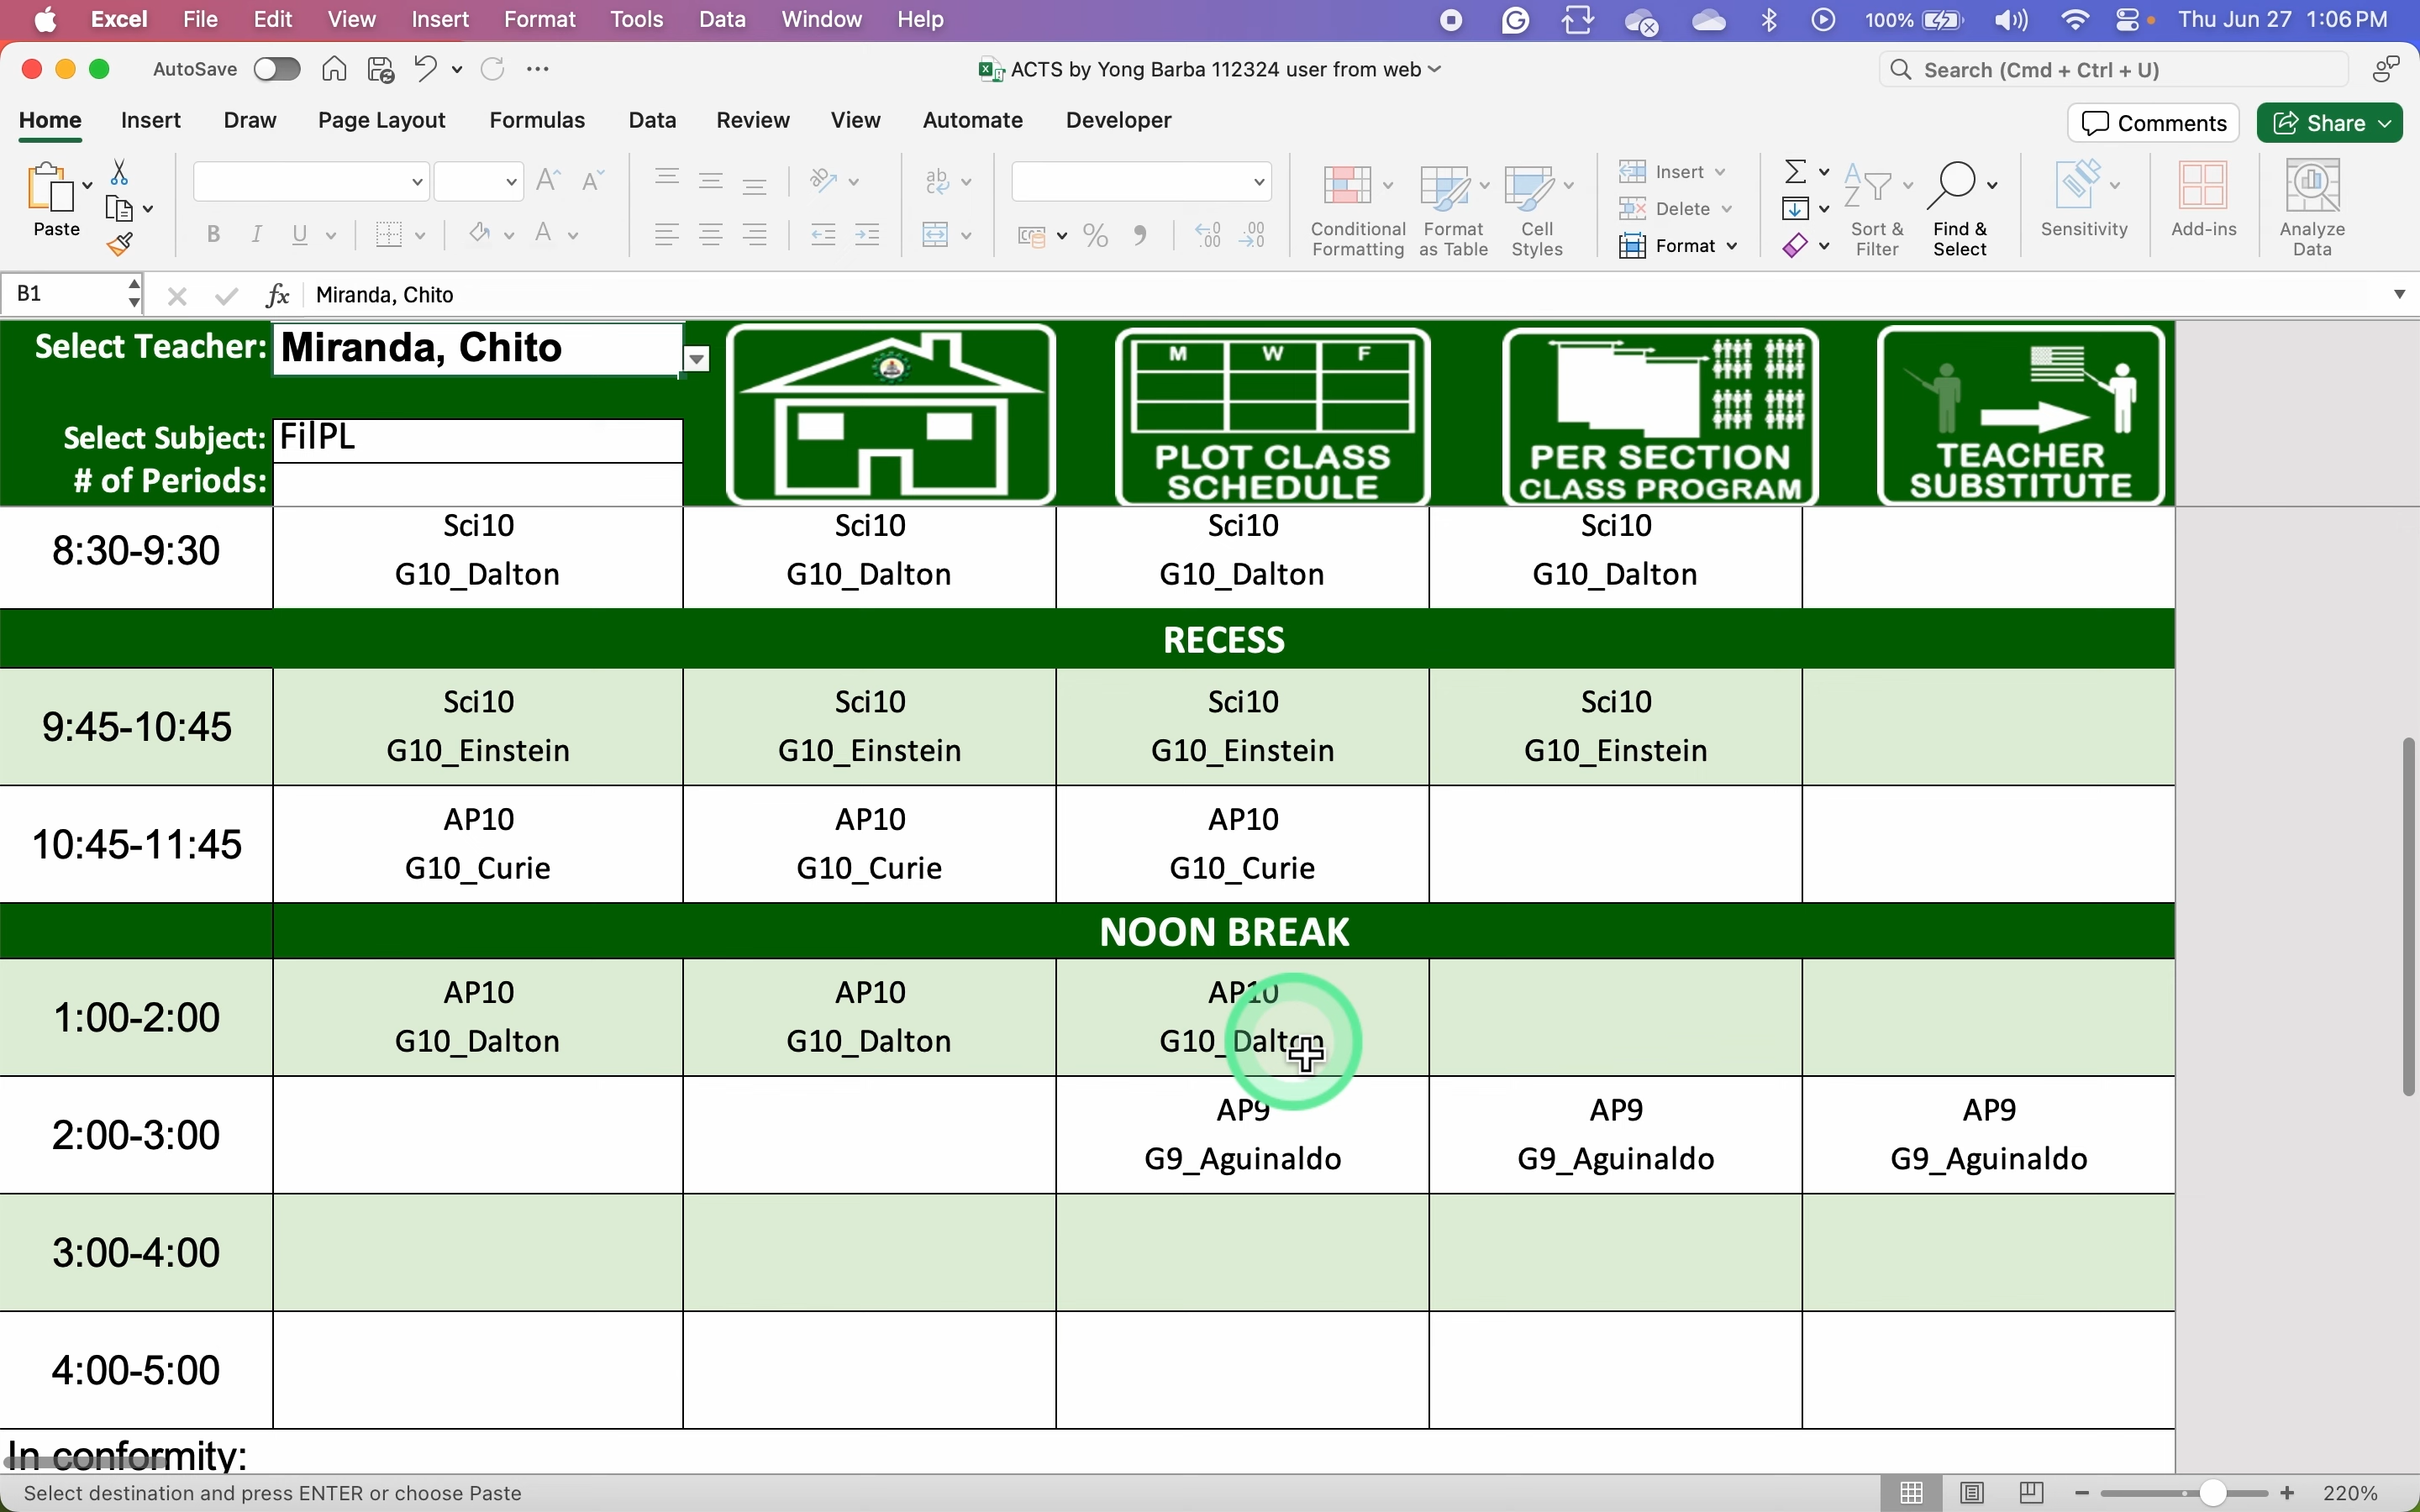 Excel File Edit View Insert Format Tools Data Window Help 100% Thu Jun 27 1:06 PM
AutoSave ACTS by Yong Barba 112324 user from web Search (Cmd + Ctrl + U)
Home Insert Draw Page Layout Formulas Data Review View Automate Developer Comments Share
Paste
Conditional Formatting
Format as Table
Cell Styles
Insert
Delete
Format
Sort & Filter
Find & Select
Sensitivity
Add-ins
Analyze Data
B1 fx Miranda, Chito
Select Teacher: Miranda, Chito
Select Subject: FilPL
# of Periods:
M W F
PLOT CLASS
SCHEDULE
PER SECTION
CLASS PROGRAM
TEACHER
SUBSTITUTE
8:30-9:30
Sci10 Sci10 Sci10 Sci10
G10_Dalton G10_Dalton G10_Dalton G10_Dalton
RECESS
9:45-10:45
Sci10 Sci10 Sci10 Sci10
G10_Einstein G10_Einstein G10_Einstein G10_Einstein
10:45-11:45
AP10 AP10 AP10
G10_Curie G10_Curie G10_Curie
NOON BREAK
1:00-2:00
AP10 AP10 AP10
G10_Dalton G10_Dalton G10_Dalton
2:00-3:00
AP9 AP9 AP9
G9_Aguinaldo G9_Aguinaldo G9_Aguinaldo
3:00-4:00
4:00-5:00
In conformity:
Select destination and press ENTER or choose Paste 220%